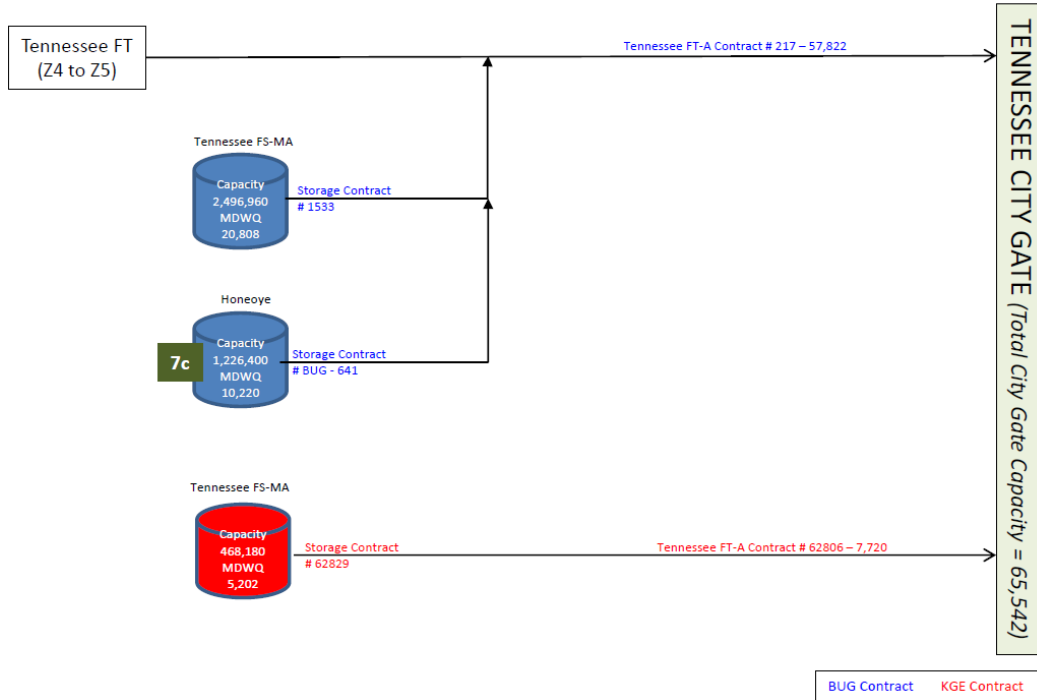 Tennessee FT
(Z4 to Z5)
Tennessee FT-A Contract # 217 – 57,822
Tennessee FS-MA
Capacity
2,496,960
MDWQ
20,808
Storage Contract
# 1533
Honeoye
7c
Capacity
1,226,400
MDWQ
10,220
Storage Contract
# BUG - 641
Tennessee FS-MA
Capacity
468,180
MDWQ
5,202
Storage Contract
# 62829
Tennessee FT-A Contract # 62806 – 7,720
TENNESSEE CITY GATE (Total City Gate Capacity = 65,542)
BUG Contract KGE Contract